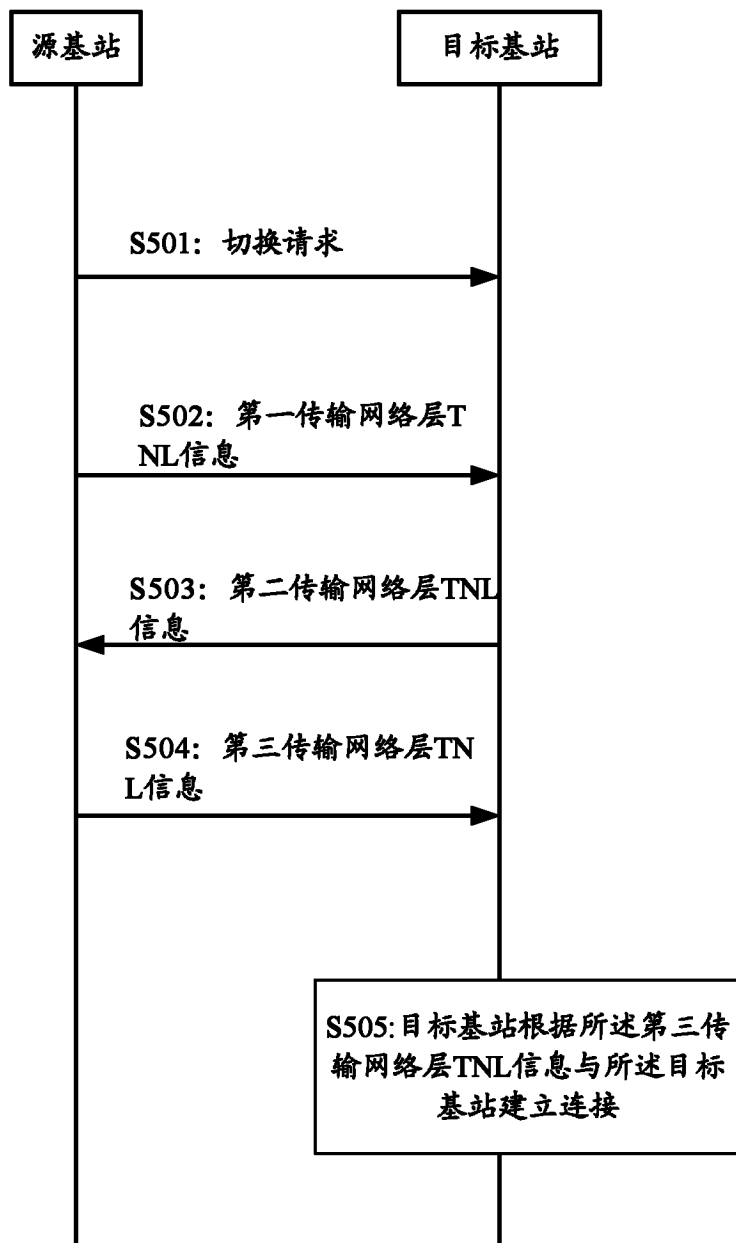 源基站
目标基站
S501：切换请求
S502：第一传输网络层T
NL信息
S503：第二传输网络层TNL
信息
S504：第三传输网络层TN
L信息
S505:目标基站根据所述第三传
输网络层TNL信息与所述目标
基站建立连接